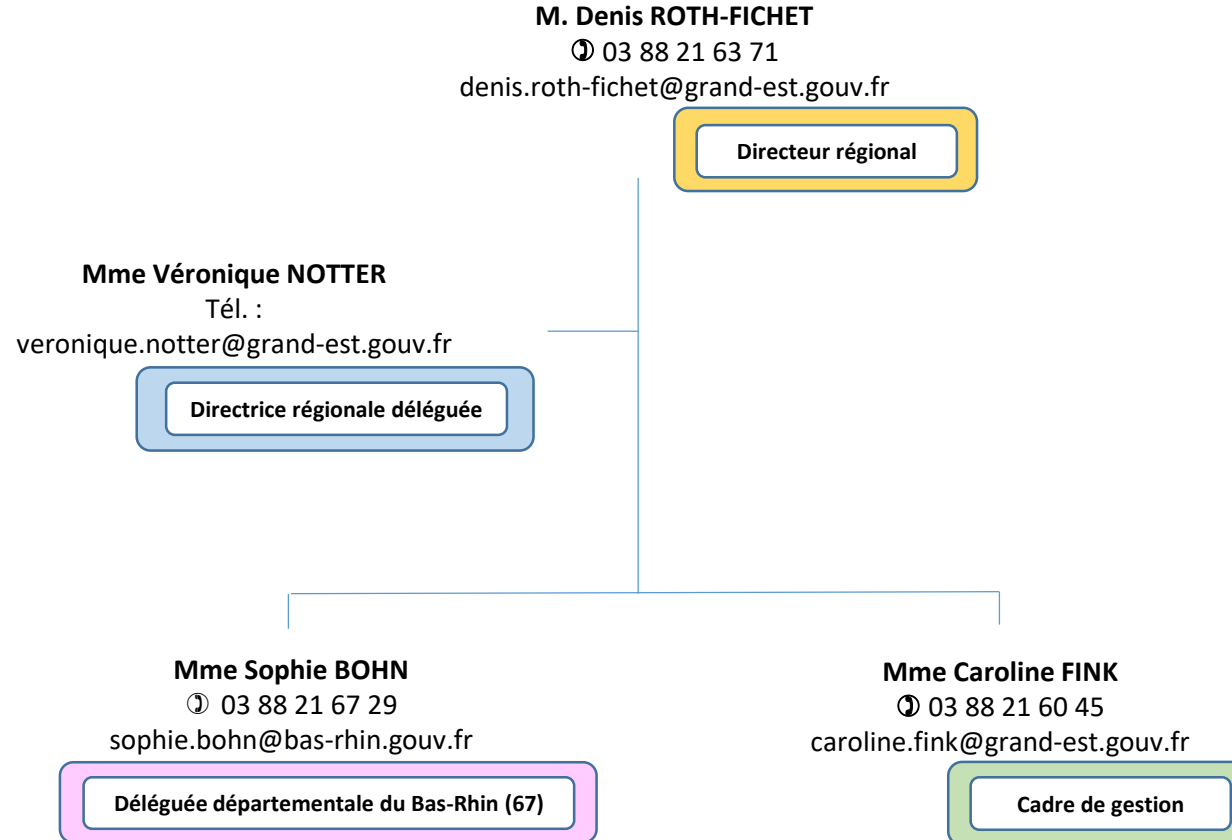 M. Denis ROTH-FICHET
✆ 03 88 21 63 71
denis.roth-fichet@grand-est.gouv.fr
Directeur régional
Mme Véronique NOTTER
Tél. :
veronique.notter@grand-est.gouv.fr
Directrice régionale déléguée
Mme Sophie BOHN
✆ 03 88 21 67 29
sophie.bohn@bas-rhin.gouv.fr
Déléguée départementale du Bas-Rhin (67)
Mme Caroline FINK
✆ 03 88 21 60 45
caroline.fink@grand-est.gouv.fr
Cadre de gestion